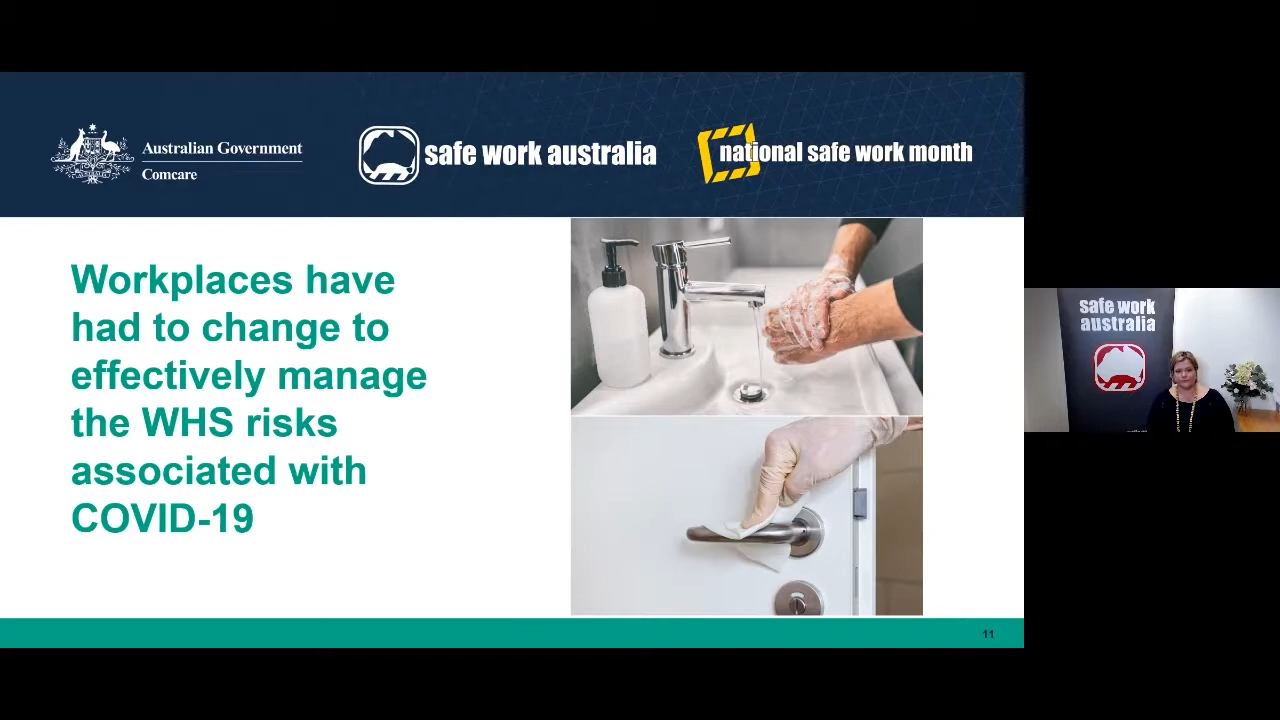 Australian Government
Comcare
safe work australia
national safe work month
Workplaces have
had to change to
effectively manage
the WHS risks
associated with
COVID-19
11
safe work
australia